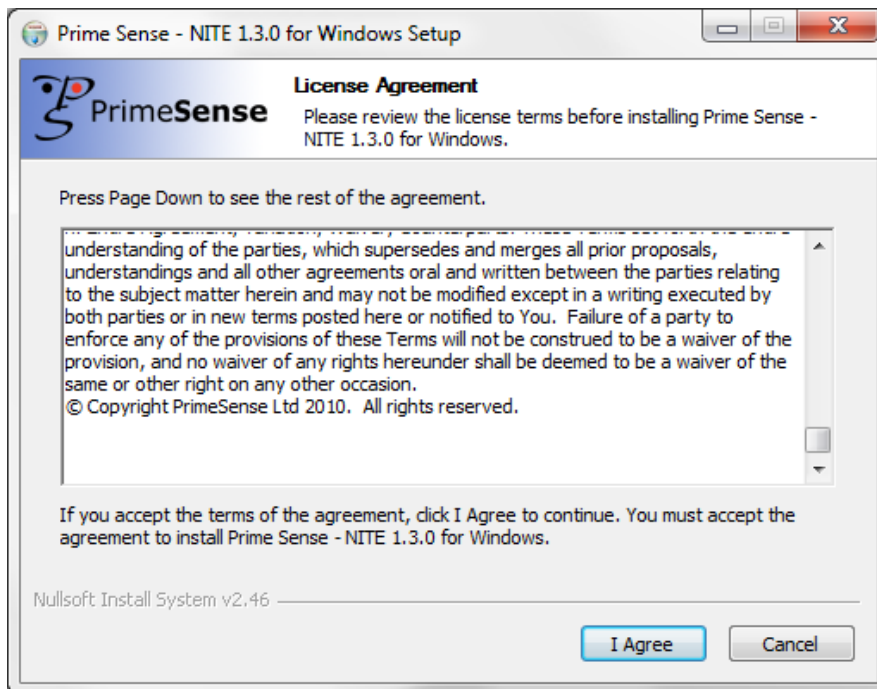 Prime Sense - NITE 1.3.0 for Windows Setup
PrimeSense
License Agreement
Please review the license terms before installing Prime Sense -
NITE 1.3.0 for Windows.
Press Page Down to see the rest of the agreement.
understanding of the parties, which supersedes and merges all prior proposals,
understandings and all other agreements oral and written between the parties relating
to the subject matter herein and may not be modified except in a writing executed by
both parties or in new terms posted here or notified to You.  Failure of a party to
enforce any of the provisions of these Terms will not be construed to be a waiver of the
provision, and no waiver of any rights hereunder shall be deemed to be a waiver of the
same or other right on any other occasion.
© Copyright PrimeSense Ltd 2010.  All rights reserved.
If you accept the terms of the agreement, click I Agree to continue. You must accept the
agreement to install Prime Sense - NITE 1.3.0 for Windows.
Nullsoft Install System v2.46
I Agree
Cancel